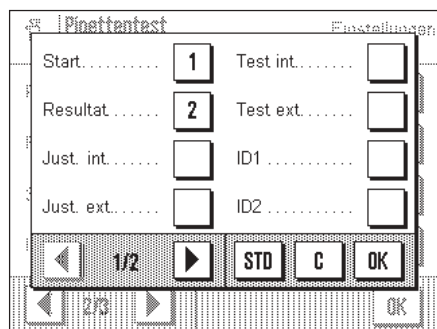 Pipettentest Einstellungen
Start......... 1 Test int........
Resultat....... 2 Test ext.......
Just. int....... ID1 ............
Just. ext....... ID2 ............
1/2 STD C OK
2/3 OK